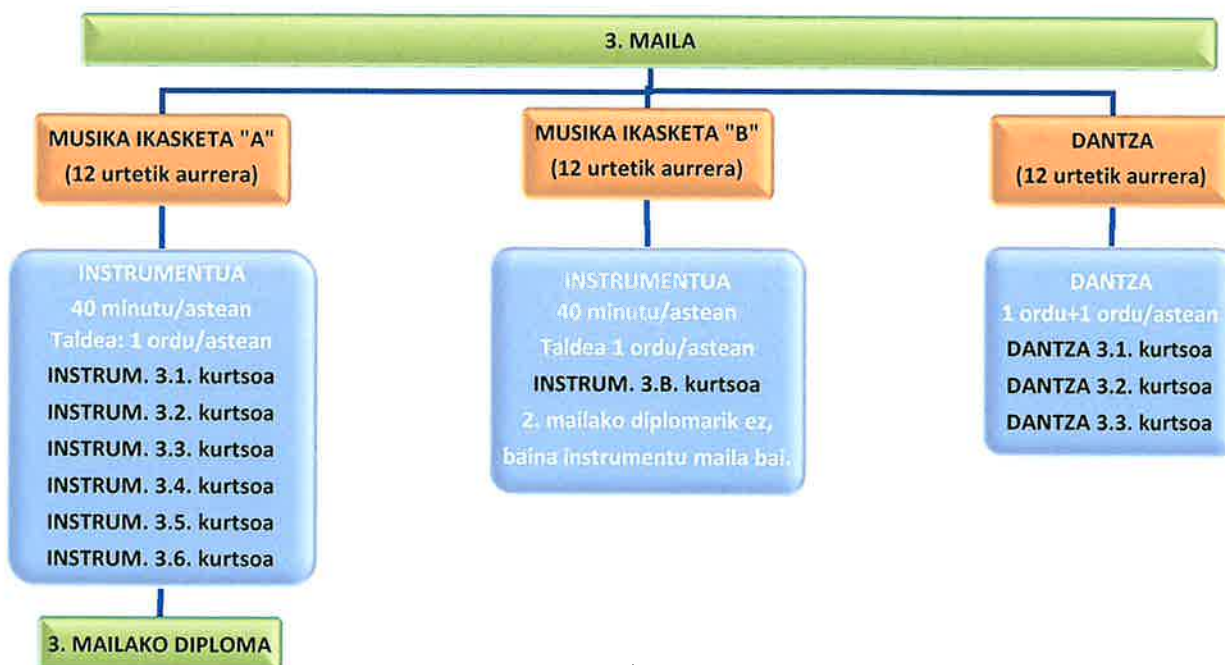 3. MAILA
MUSIKA IKASKETA "A"
(12 urtetik aurrera)
MUSIKA IKASKETA "B"
(12 urtetik aurrera)
DANTZA
(12 urtetik aurrera)
INSTRUMENTUA
40 minutu/astean
Taldea: 1 ordu/astean
INSTRUM. 3.1. kurtsoa
INSTRUM. 3.2. kurtsoa
INSTRUM. 3.3. kurtsoa
INSTRUM. 3.4. kurtsoa
INSTRUM. 3.5. kurtsoa
INSTRUM. 3.6. kurtsoa
INSTRUMENTUA
40 minutu/astean
Taldea 1 ordu/astean
INSTRUM. 3.B. kurtsoa
2. mailako diplomarik ez,
baina instrumentu maila bai.
DANTZA
1 ordu+1 ordu/astean
DANTZA 3.1. kurtsoa
DANTZA 3.2. kurtsoa
DANTZA 3.3. kurtsoa
3. MAILAKO DIPLOMA